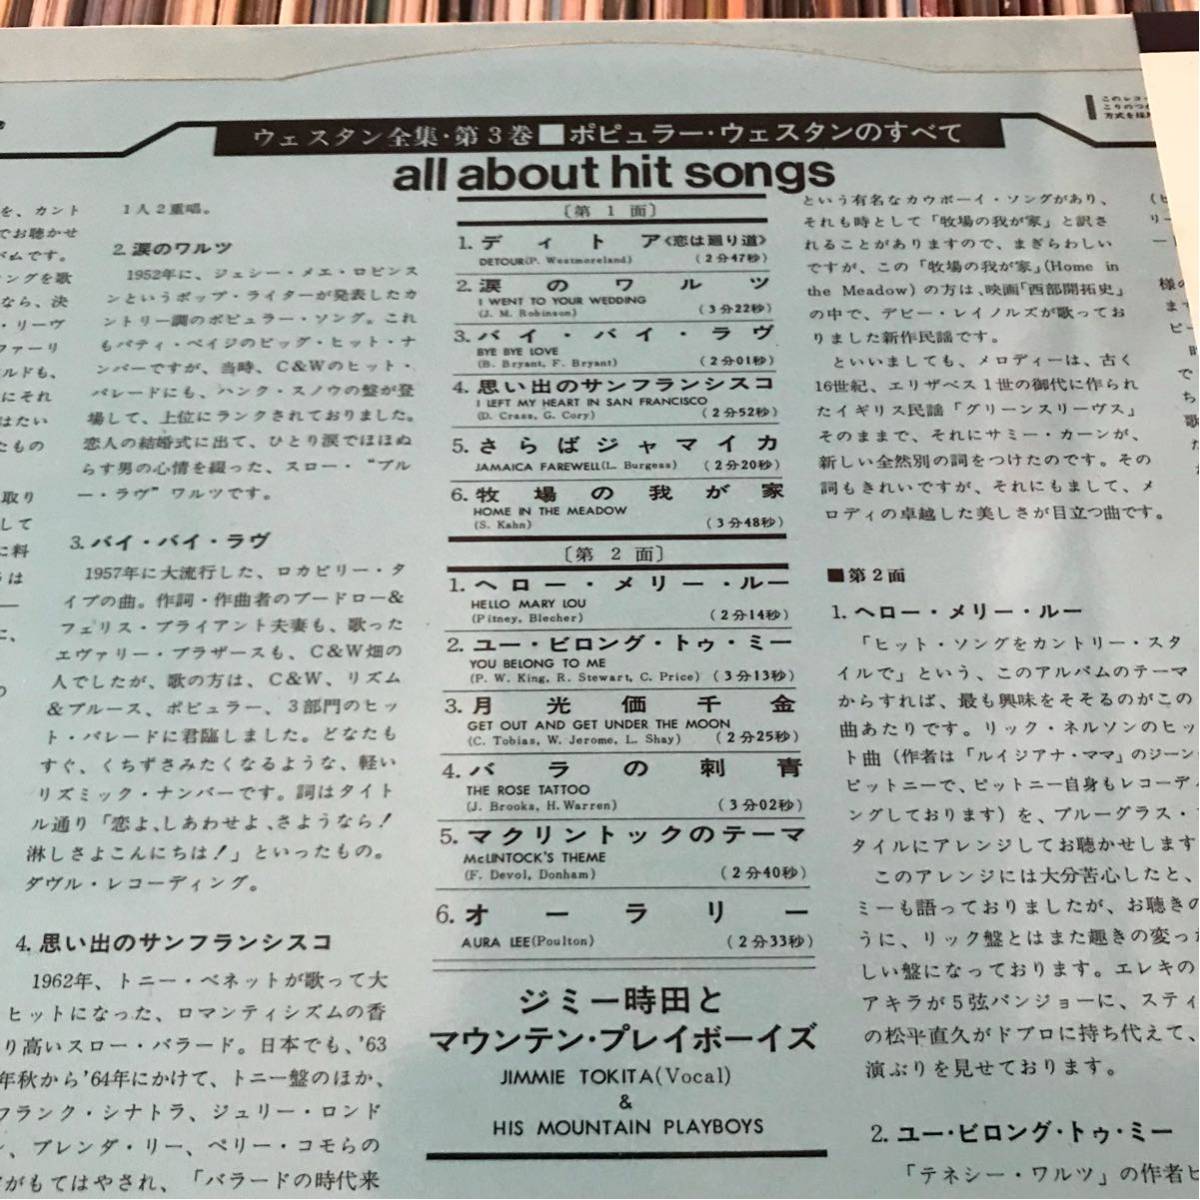 ウェスタン全集・第3巻■ポピュラー・ウェスタンのすべて
all about hit songs
を、カント
でお聴かせ
バムです。
ングを歌
なら、決
・リーヴ
ファーリ
ルドも、
にそれ
はたい
たもの
取り
して
に料
うは
1人2重唱。
2. 涙のワルツ
1952年に、ジェシー・メエ・ロビンス
ンというポップ・ライターが発表したカ
ントリー調のポピュラー・ソング。これ
もパティ・ペイジのビッグ・ヒット・ナ
ンバーですが、当時、C&Wのヒット・
パレードにも、ハンク・スノウの盤が登
場して、上位にランクされておりました。
恋人の結婚式に出て、ひとり涙でほほぬ
らす男の心情を綴った、スロー・“ブル
ー・ラヴ”ワルツです。
3. バイ・バイ・ラヴ
1957年に大流行した、ロカビリー・タ
イプの曲。作詞・作曲者のブードロー&
フェリス・ブライアント夫妻も、歌った
エヴァリー・ブラザースも、C&W畑の
人でしたが、歌の方は、C&W、リズム
&ブルース、ポピュラー、3部門のヒッ
ト・パレードに君臨しました。どなたも
すぐ、くちずさみたくなるような、軽い
リズミック・ナンバーです。詞はタイト
ル通り「恋よ、しあわせよ、さようなら!
淋しさよこんにちは!」といったもの。
ダヴル・レコーディング。
4. 思い出のサンフランシスコ
1962年、トニー・ベネットが歌って大
ヒットになった、ロマンティシズムの香
り高いスロー・バラード。日本でも、'63
年秋から'64年にかけて、トニー盤のほか、
フランク・シナトラ、ジュリー・ロンド
ン、ブレンダ・リー、ペリー・コモらの
がもてはやされ、「バラードの時代来
〔第1面〕
1. ディトア《恋は廻り道》
DETOUR(P. Westmoreland) (2分47秒)
2. 涙のワルツ
I WENT TO YOUR WEDDING
(J. M. Robinson) (3分22秒)
3. バイ・バイ・ラヴ
BYE BYE LOVE
(B. Bryant, F. Bryant) (2分01秒)
4. 思い出のサンフランシスコ
I LEFT MY HEART IN SAN FRANCISCO
(D. Crass, G. Cory) (2分52秒)
5. さらばジャマイカ
JAMAICA FAREWELL(L. Burgess) (2分20秒)
6. 牧場の我が家
HOME IN THE MEADOW
(S. Kahn) (3分48秒)
〔第2面〕
1. ヘロー・メリー・ルー
HELLO MARY LOU
(Pitney, Blecher) (2分14秒)
2. ユー・ビロング・トゥ・ミー
YOU BELONG TO ME
(P. W. King, R. Stewart, C. Price) (3分13秒)
3. 月光価千金
GET OUT AND GET UNDER THE MOON
(C. Tobias, W. Jerome, L. Shay) (2分25秒)
4. バラの刺青
THE ROSE TATTOO
(J. Brooks, H. Warren) (3分02秒)
5. マクリントックのテーマ
McLINTOCK'S THEME
(F. Devol, Donham) (2分40秒)
6. オーラリー
AURA LEE(Poulton) (2分33秒)
ジミー時田と
マウンテン・プレイボーイズ
JIMMIE TOKITA(Vocal)
&
HIS MOUNTAIN PLAYBOYS
という有名なカウボーイ・ソングがあり、
それも時として「牧場の我が家」と訳さ
れることがありますので、まぎらわしい
ですが、この「牧場の我が家」(Home in
the Meadow)の方は、映画「西部開拓史」
の中で、デビー・レイノルズが歌ってお
りました新作民謡です。
といいましても、メロディーは、古く
16世紀、エリザベス1世の御代に作られ
たイギリス民謡「グリーンスリーヴス」
そのままで、それにサミー・カーンが、
新しい全然別の詞をつけたのです。その
詞もきれいですが、それにもまして、メ
ロディの卓越した美しさが目立つ曲です。
■第2面
1. ヘロー・メリー・ルー
「ヒット・ソングをカントリー・スタ
イルで」という、このアルバムのテーマ
からすれば、最も興味をそそるのがこの
曲あたりです。リック・ネルソンのヒッ
ト曲(作者は「ルイジアナ・ママ」のジーン
ピットニーで、ピットニー自身もレコーデ
ングしております)を、ブルーグラス・
タイルにアレンジしてお聴かせします
このアレンジには大分苦心したと、
ミーも語っておりましたが、お聴きの
うに、リック盤とはまた趣きの変った
しい盤になっております。エレキの
アキラが5弦バンジョーに、スティ
の松平直久がドブロに持ち代えて、
演ぶりを見せております。
2. ユー・ビロング・トゥ・ミー
「テネシー・ワルツ」の作者ピ
このレコー